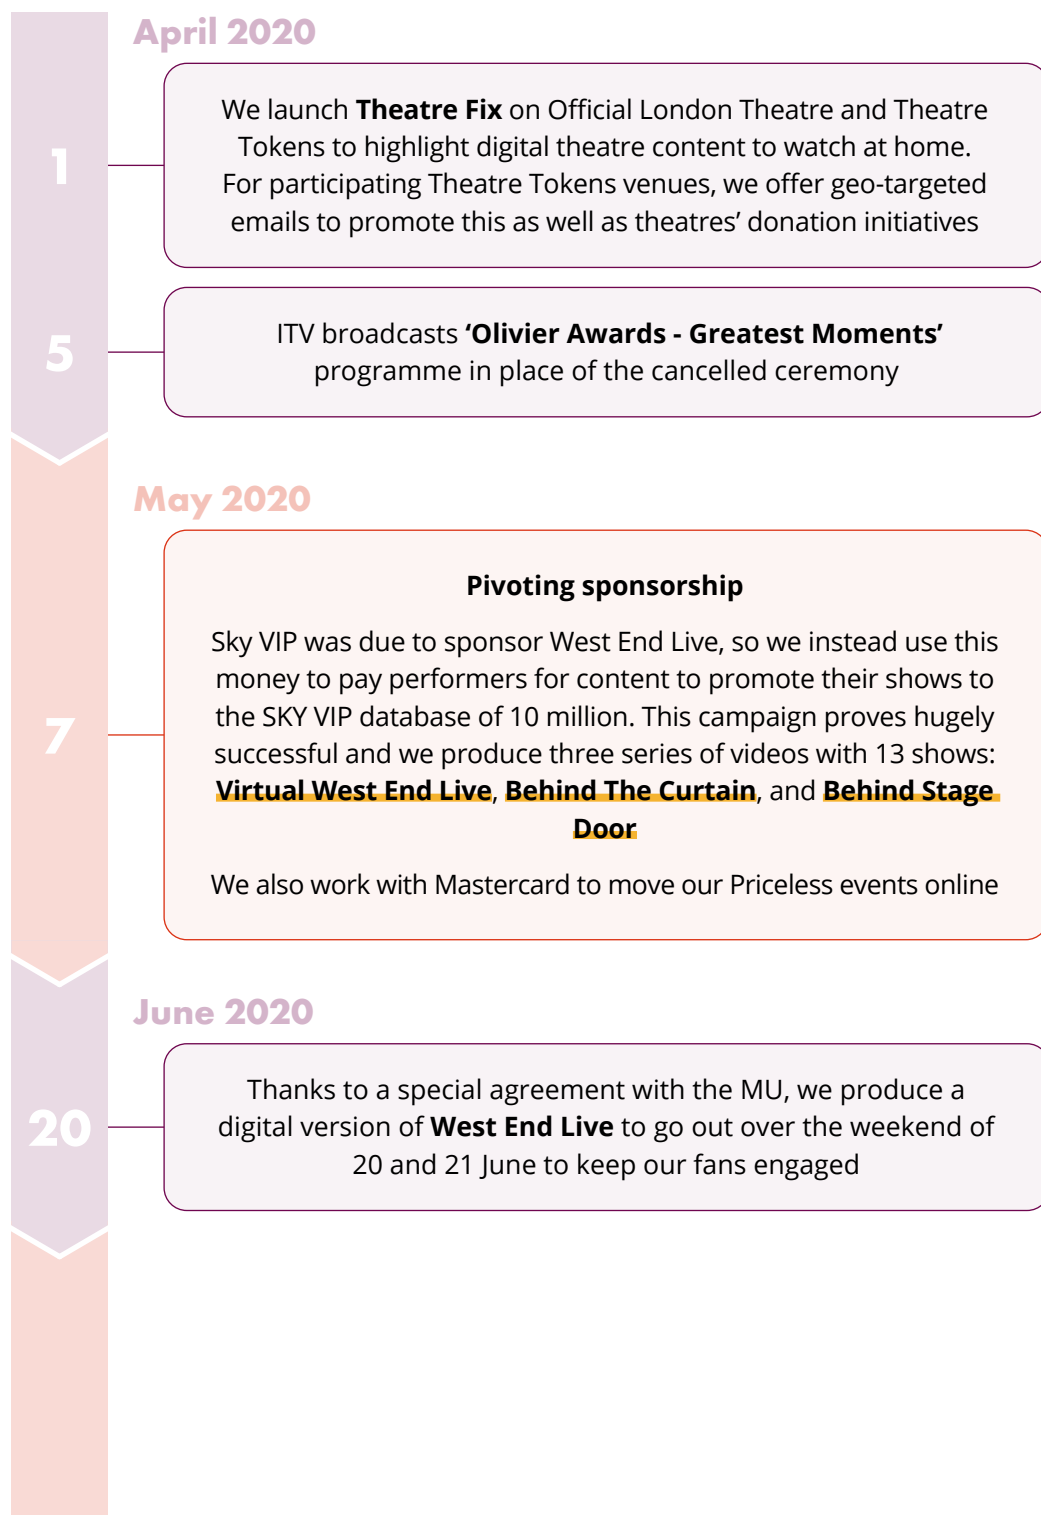 April 2020
1
We launch Theatre Fix on Official London Theatre and Theatre
Tokens to highlight digital theatre content to watch at home.
For participating Theatre Tokens venues, we offer geo-targeted
emails to promote this as well as theatres’ donation initiatives
5
ITV broadcasts ‘Olivier Awards - Greatest Moments’
programme in place of the cancelled ceremony
May 2020
7
Pivoting sponsorship
Sky VIP was due to sponsor West End Live, so we instead use this
money to pay performers for content to promote their shows to
the SKY VIP database of 10 million. This campaign proves hugely
successful and we produce three series of videos with 13 shows:
Virtual West End Live, Behind The Curtain, and Behind Stage
Door
We also work with Mastercard to move our Priceless events online
June 2020
20
Thanks to a special agreement with the MU, we produce a
digital version of West End Live to go out over the weekend of
20 and 21 June to keep our fans engaged